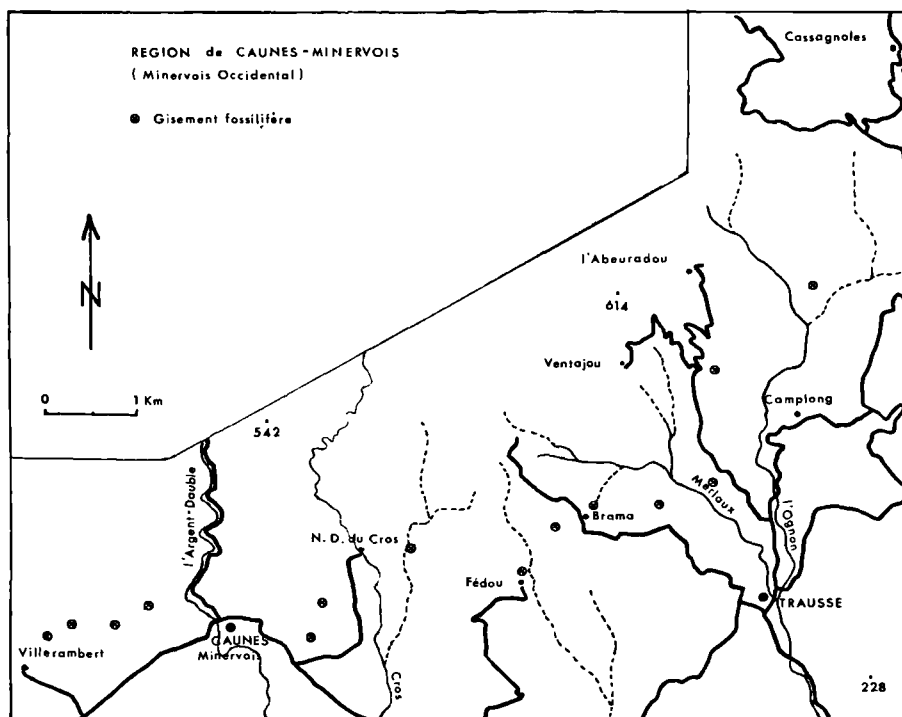 REGION de CAUNES-MINERVOIS
( Minervois Occidental )
Gisement fossilifère
N
0 1 Km
Cassagnoles
l'Abeuradou
614
Ventajou
Camplong
542
l'Argent-Double
Merlaux
l'Ognon
N. D. du Cros
Brama
Fédou
TRAUSSE
CAUNES
Minervois
Villerambert
Cros
228